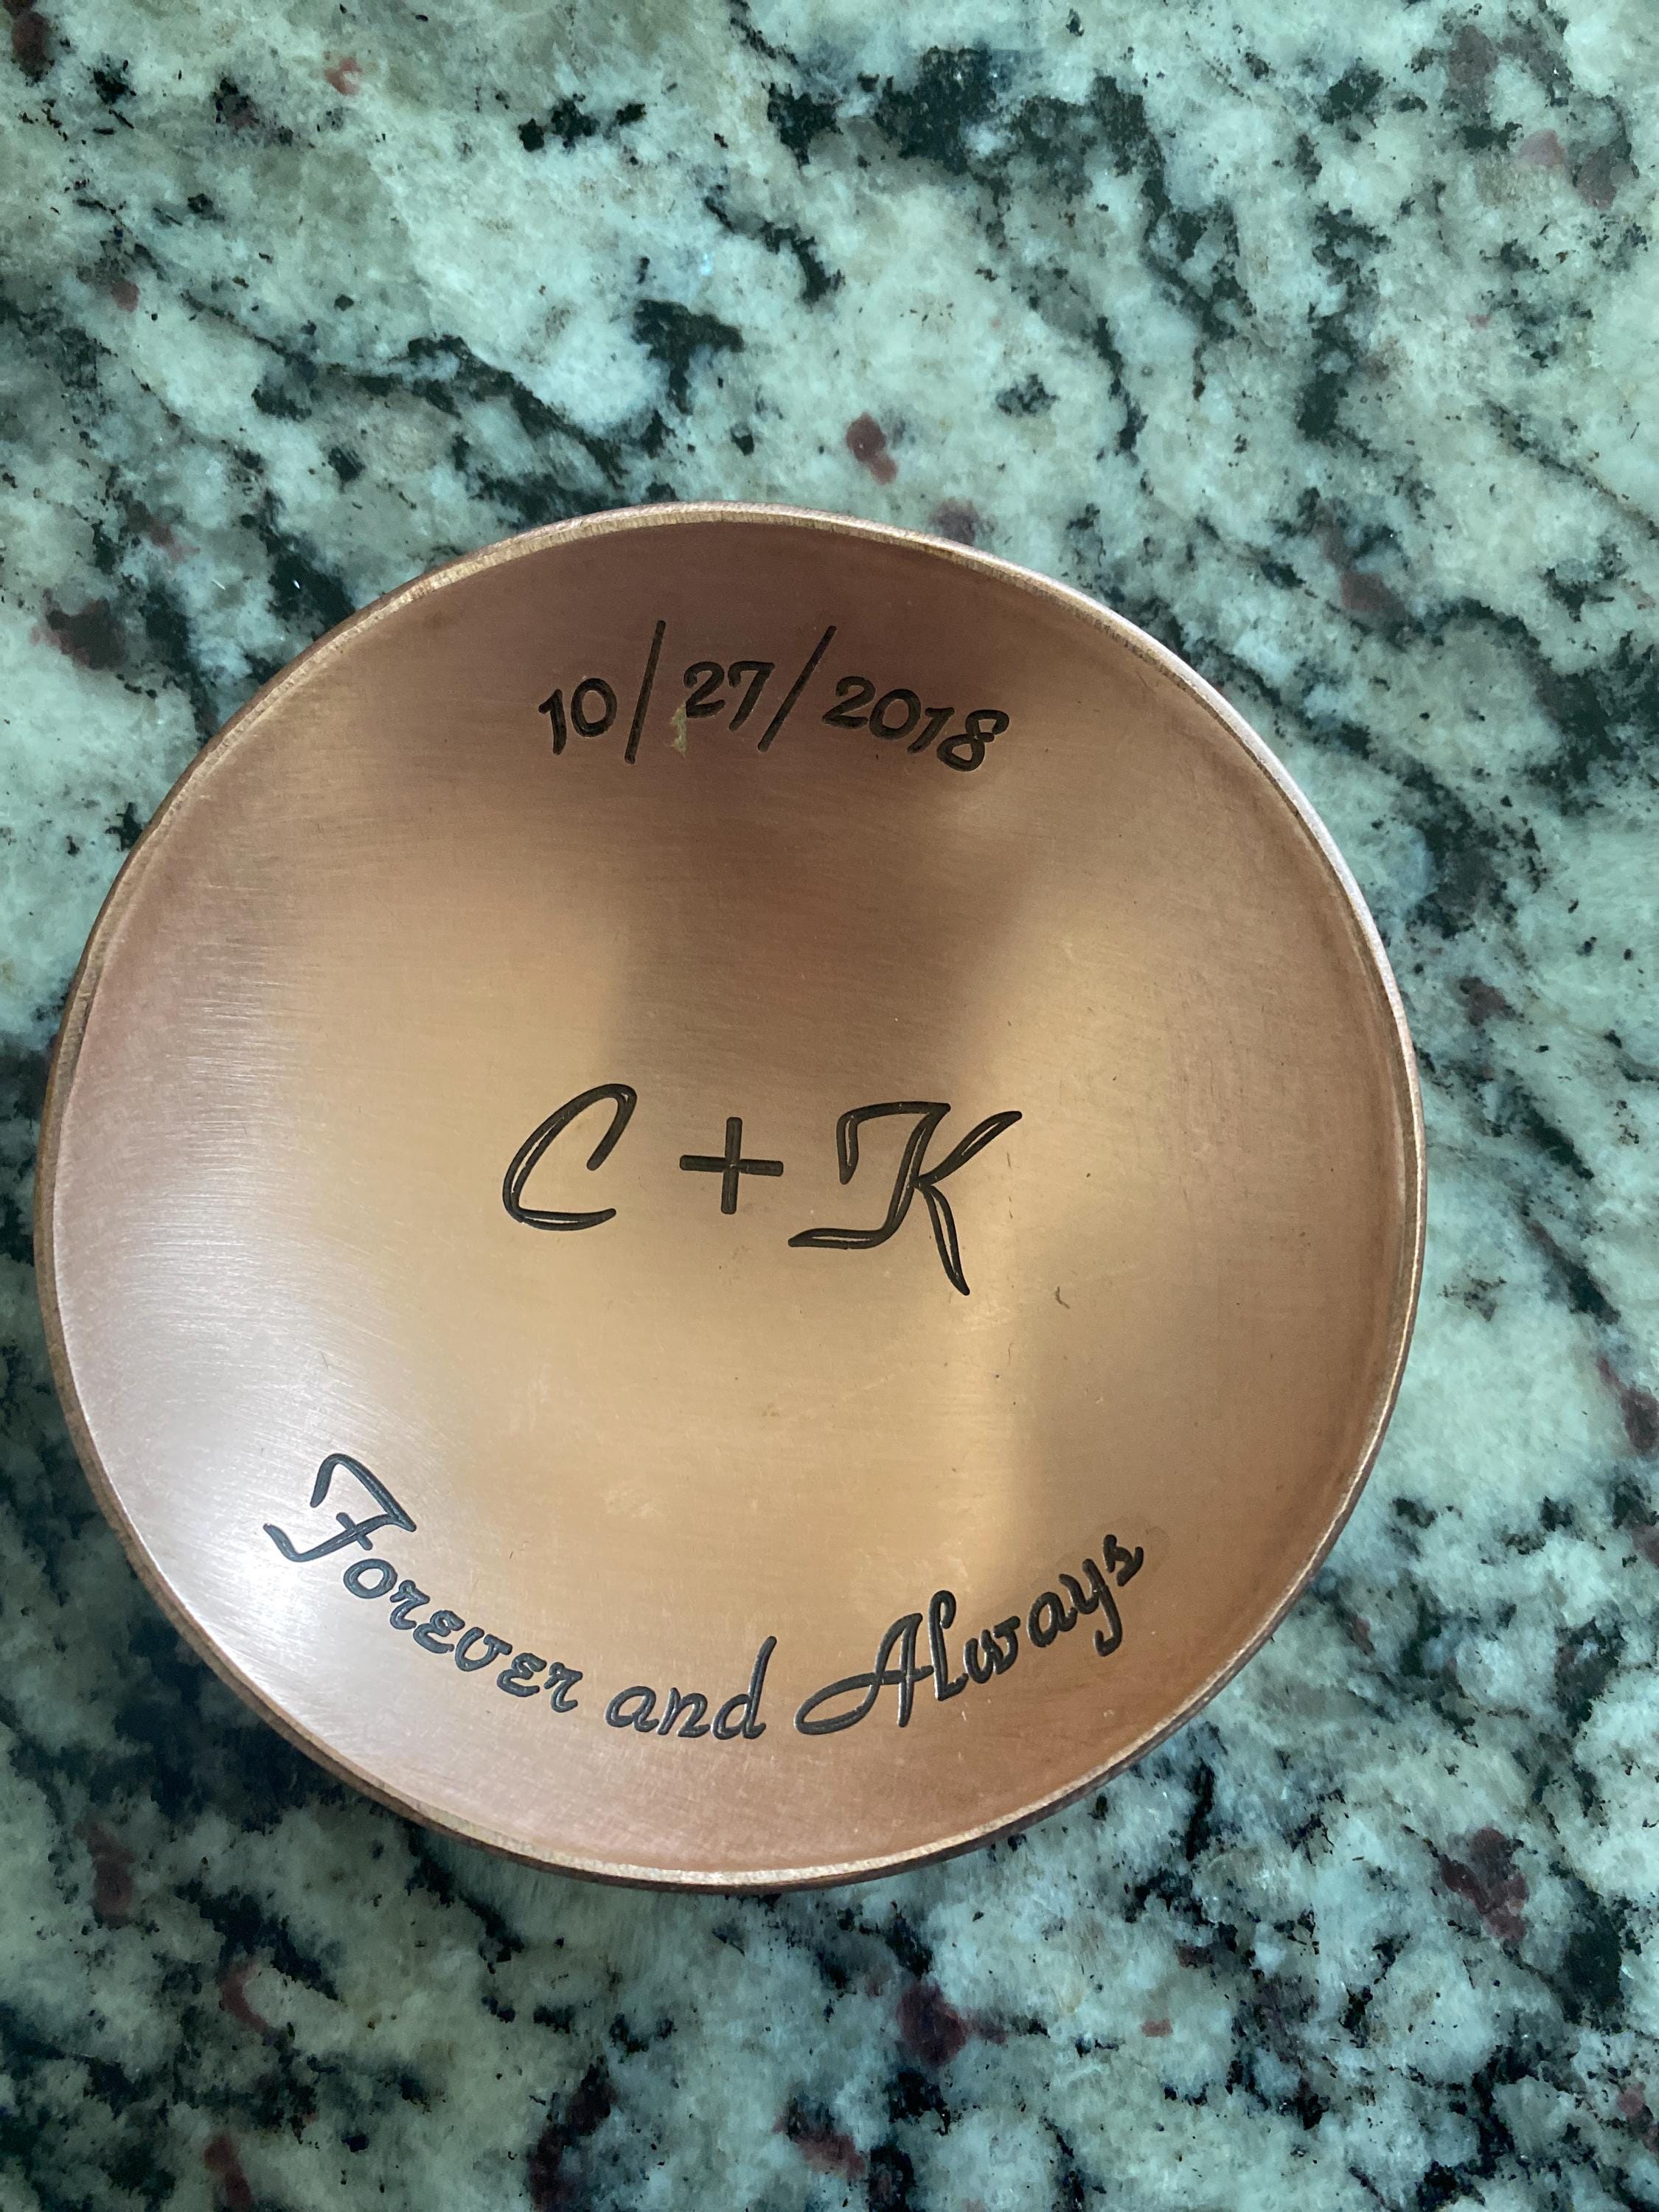 10/27/2018
C + K
Forever and Always